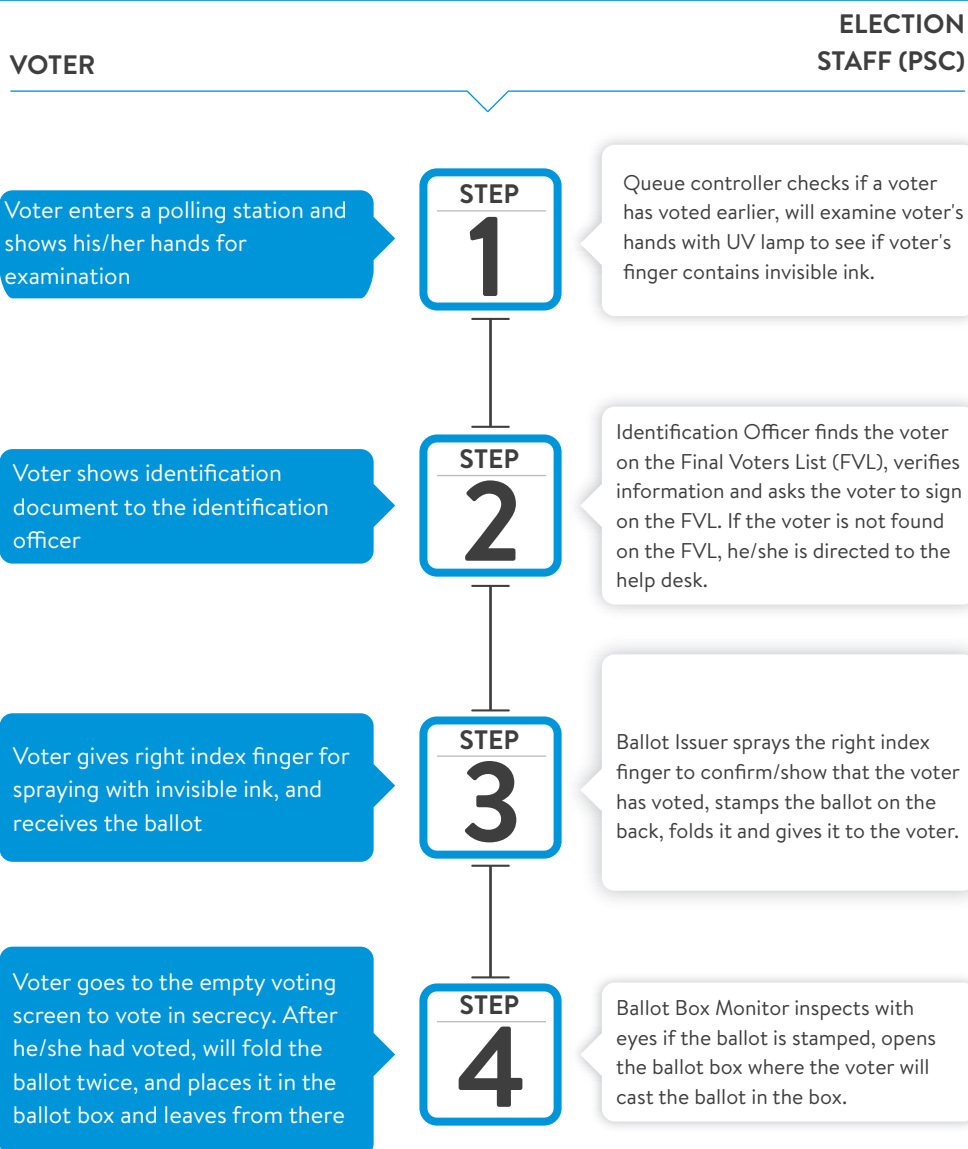 VOTER
ELECTION
STAFF (PSC)
Voter enters a polling station and
shows his/her hands for
examination
STEP
1
Queue controller checks if a voter
has voted earlier, will examine voter's
hands with UV lamp to see if voter's
finger contains invisible ink.
Voter shows identification
document to the identification
officer
STEP
2
Identification Officer finds the voter
on the Final Voters List (FVL), verifies
information and asks the voter to sign
on the FVL. If the voter is not found
on the FVL, he/she is directed to the
help desk.
Voter gives right index finger for
spraying with invisible ink, and
receives the ballot
STEP
3
Ballot Issuer sprays the right index
finger to confirm/show that the voter
has voted, stamps the ballot on the
back, folds it and gives it to the voter.
Voter goes to the empty voting
screen to vote in secrecy. After
he/she had voted, will fold the
ballot twice, and places it in the
ballot box and leaves from there
STEP
4
Ballot Box Monitor inspects with
eyes if the ballot is stamped, opens
the ballot box where the voter will
cast the ballot in the box.